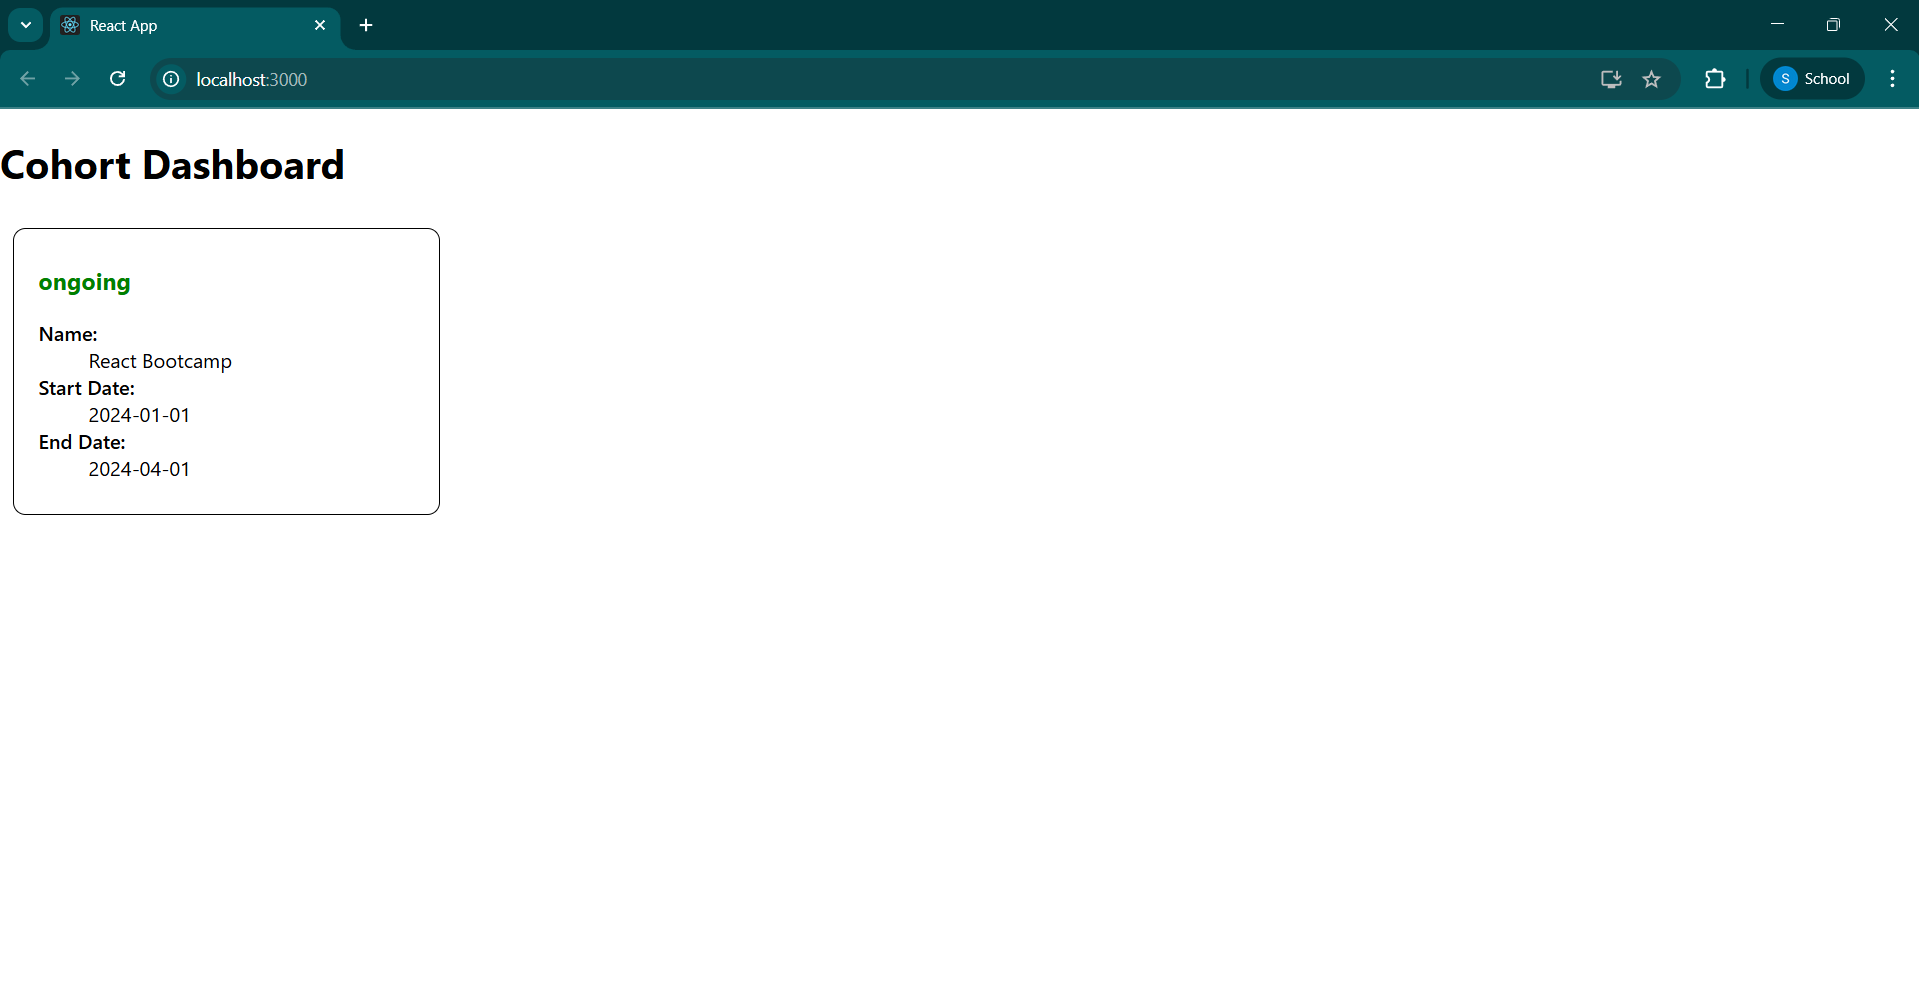 React App
localhost:3000
S School
Cohort Dashboard
ongoing
Name:
React Bootcamp
Start Date:
2024-01-01
End Date:
2024-04-01